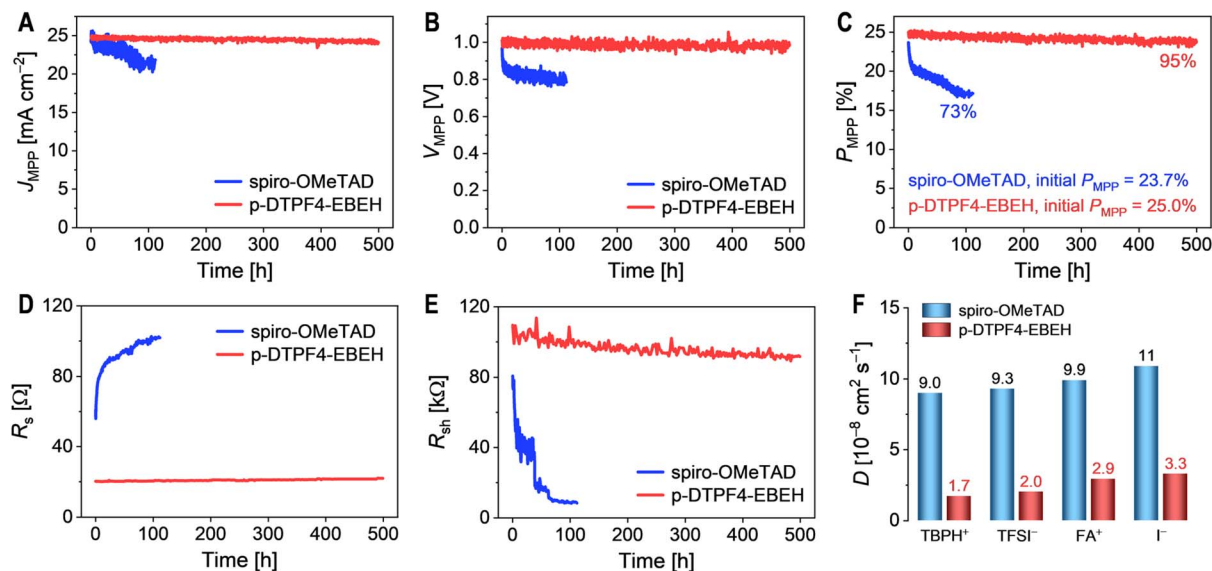 A
J_MPP [mA cm⁻²]
30
25
20
15
10
5
0
spiro-OMeTAD
p-DTPF4-EBEH
0 100 200 300 400 500
Time [h]
B
V_MPP [V]
1.2
1.0
0.8
0.6
0.4
0.2
0.0
spiro-OMeTAD
p-DTPF4-EBEH
0 100 200 300 400 500
Time [h]
C
P_MPP [%]
30
25
20
15
10
5
0
95%
73%
spiro-OMeTAD, initial P_MPP = 23.7%
p-DTPF4-EBEH, initial P_MPP = 25.0%
0 100 200 300 400 500
Time [h]
D
R_s [Ω]
120
80
40
0
spiro-OMeTAD
p-DTPF4-EBEH
0 100 200 300 400 500
Time [h]
E
R_sh [kΩ]
120
80
40
0
spiro-OMeTAD
p-DTPF4-EBEH
0 100 200 300 400 500
Time [h]
F
D [10⁻⁸ cm² s⁻¹]
15
10
5
0
spiro-OMeTAD
p-DTPF4-EBEH
9.0 9.3 9.9 11
1.7 2.0 2.9 3.3
TBPH⁺ TFSI⁻ FA⁺ I⁻